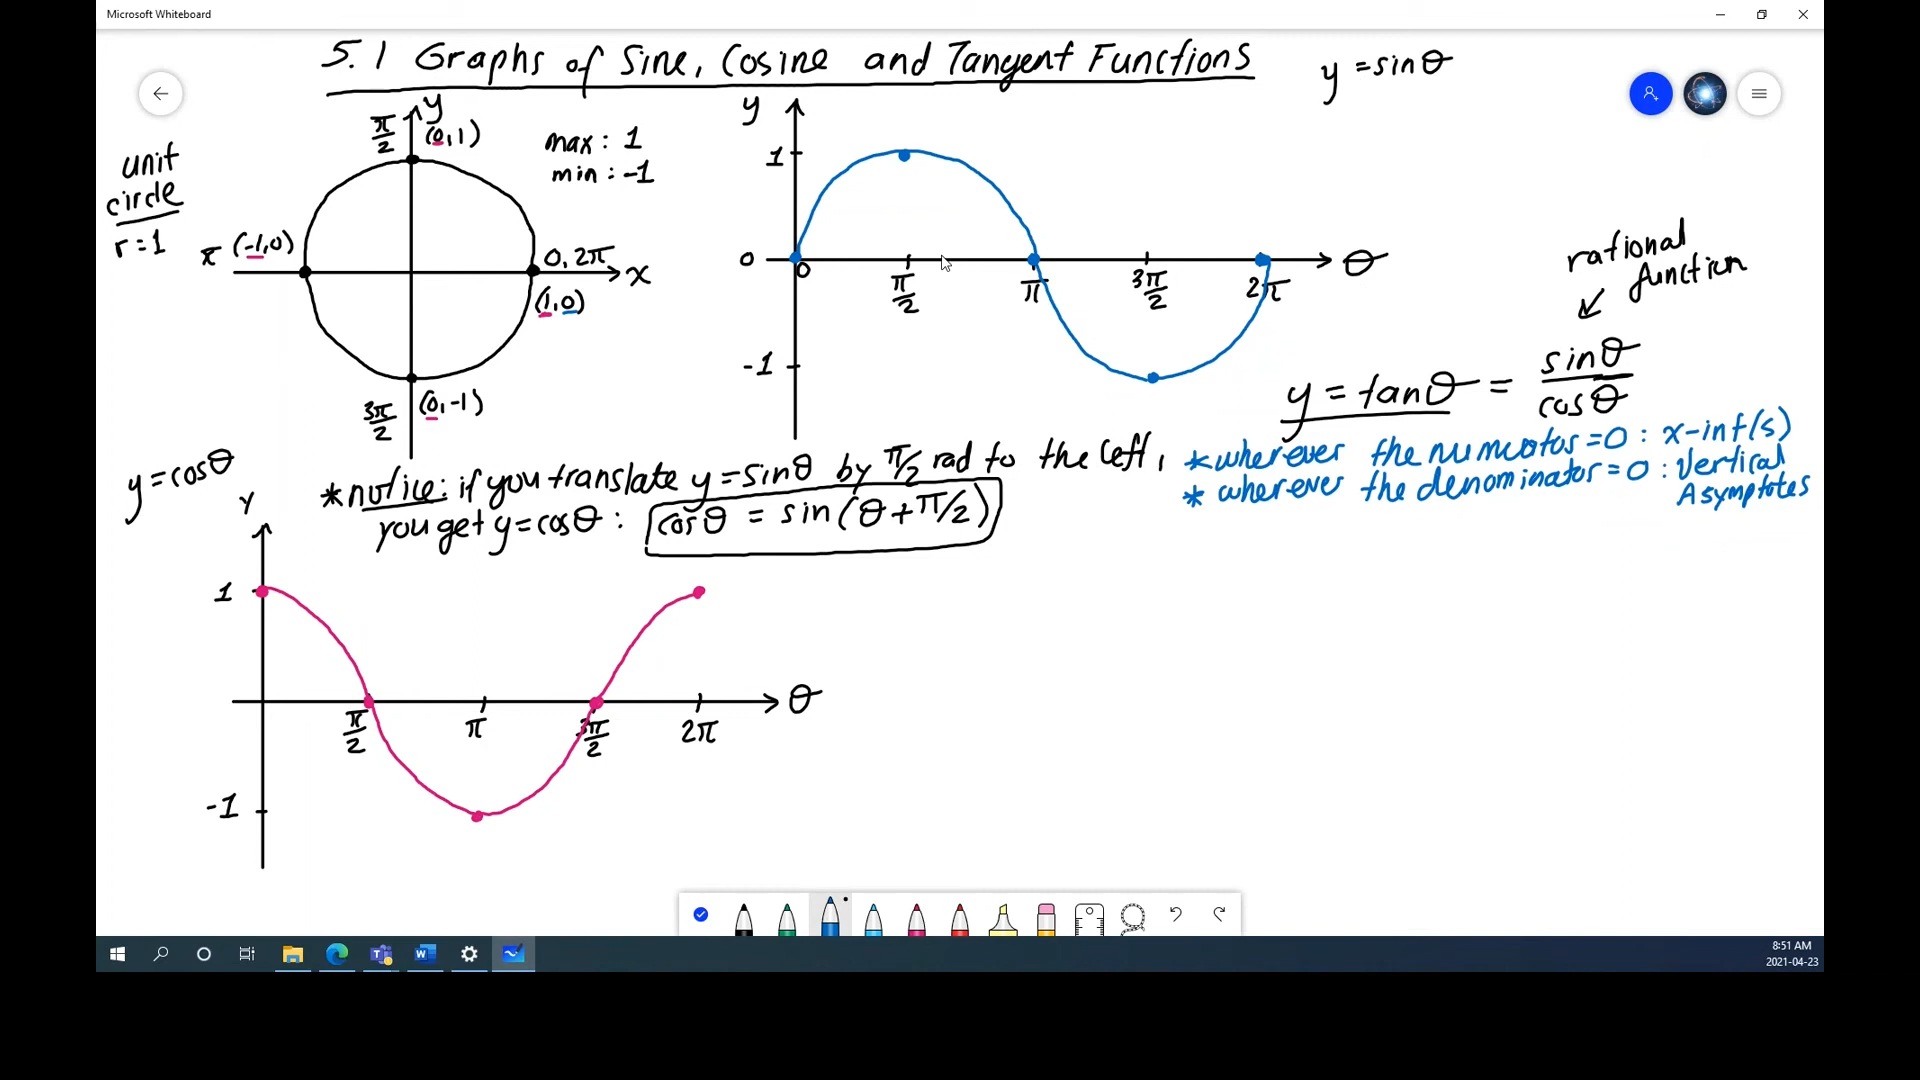 Microsoft Whiteboard
5.1 Graphs of Sine, Cosine and Tangent Functions
y = sinθ
unit
circle
r = 1
y
π/2
(0,1)
max: 1
min: -1
π (-1,0)
0, 2π
x
(1,0)
3π/2
(0,-1)
y
1
0
0
π/2
π
3π/2
2π
θ
-1
rational
function
y = tanθ = sinθ/cosθ
*wherever the numerator = 0 : x-int(s)
* wherever the denominator = 0 : Vertical
Asymptotes
y = cosθ
*notice: if you translate y = sinθ by π/2 rad to the left,
you get y = cosθ : cosθ = sin(θ + π/2)
Y
1
π/2
π
3π/2
2π
θ
-1
8:51 AM
2021-04-23